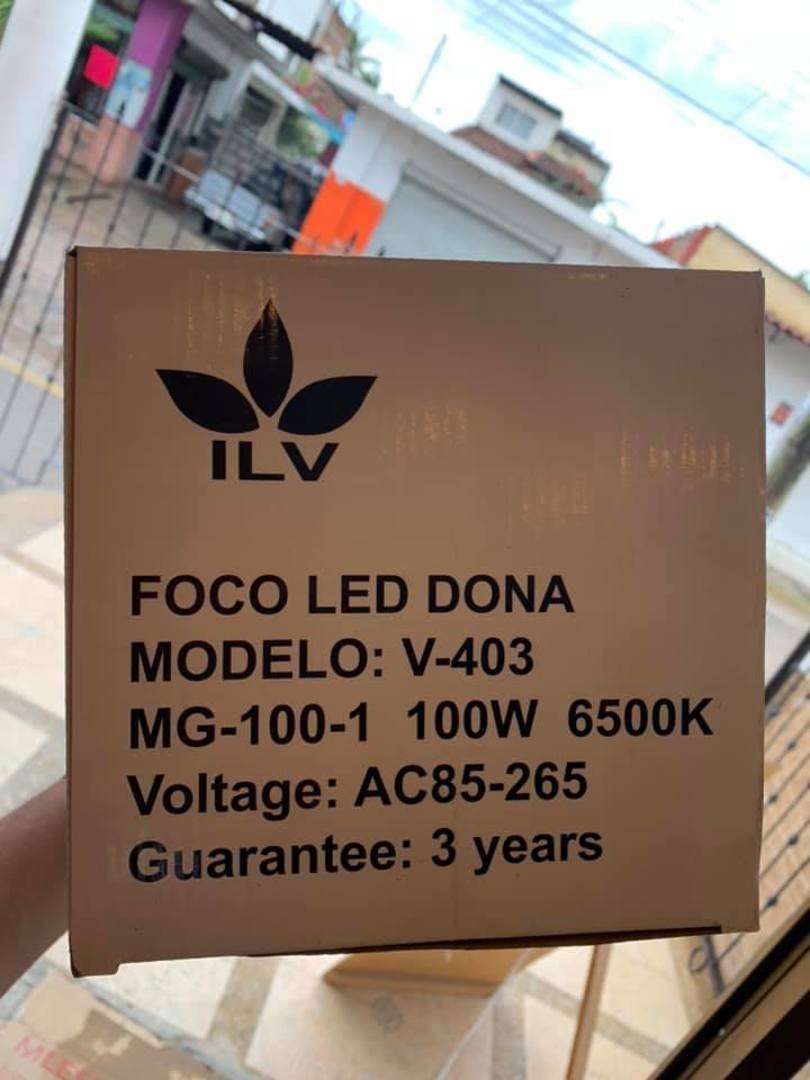 ILV
FOCO LED DONA
MODELO: V-403
MG-100-1 100W 6500K
Voltage: AC85-265
Guarantee: 3 years